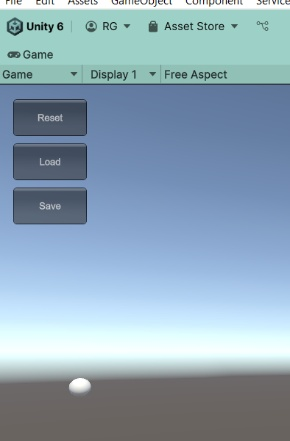 File Edit Assets GameObject Component Service
Unity 6 RG Asset Store
Game
Game Display 1 Free Aspect
Reset
Load
Save